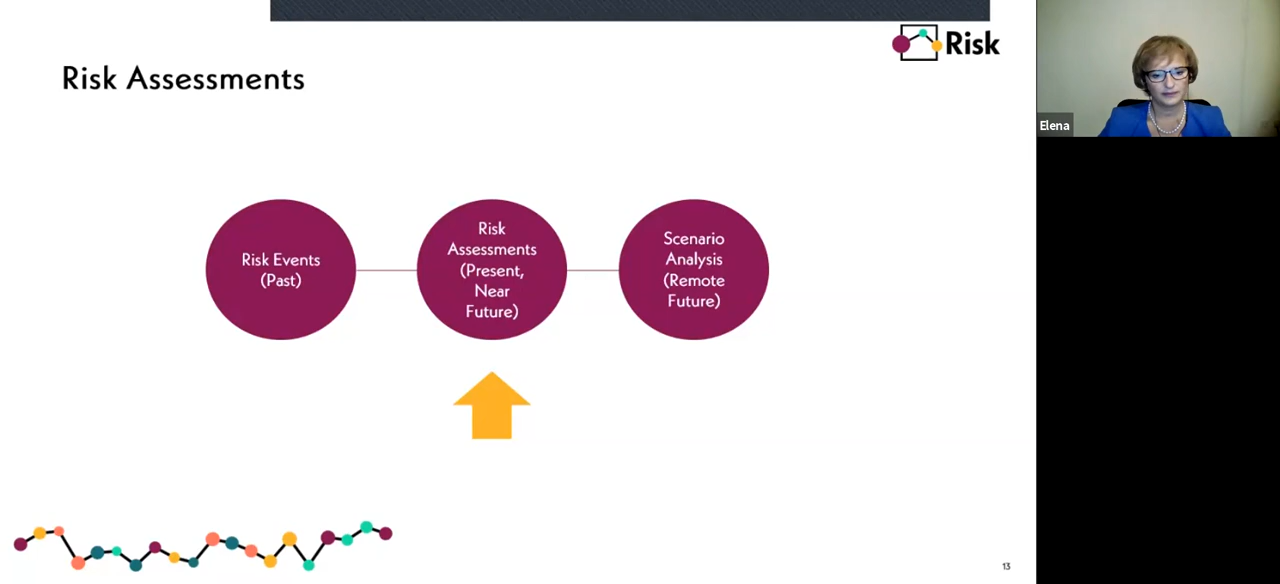 Risk
Risk Assessments
Elena
Risk Events
(Past)
Risk
Assessments
(Present,
Near
Future)
Scenario
Analysis
(Remote
Future)
13